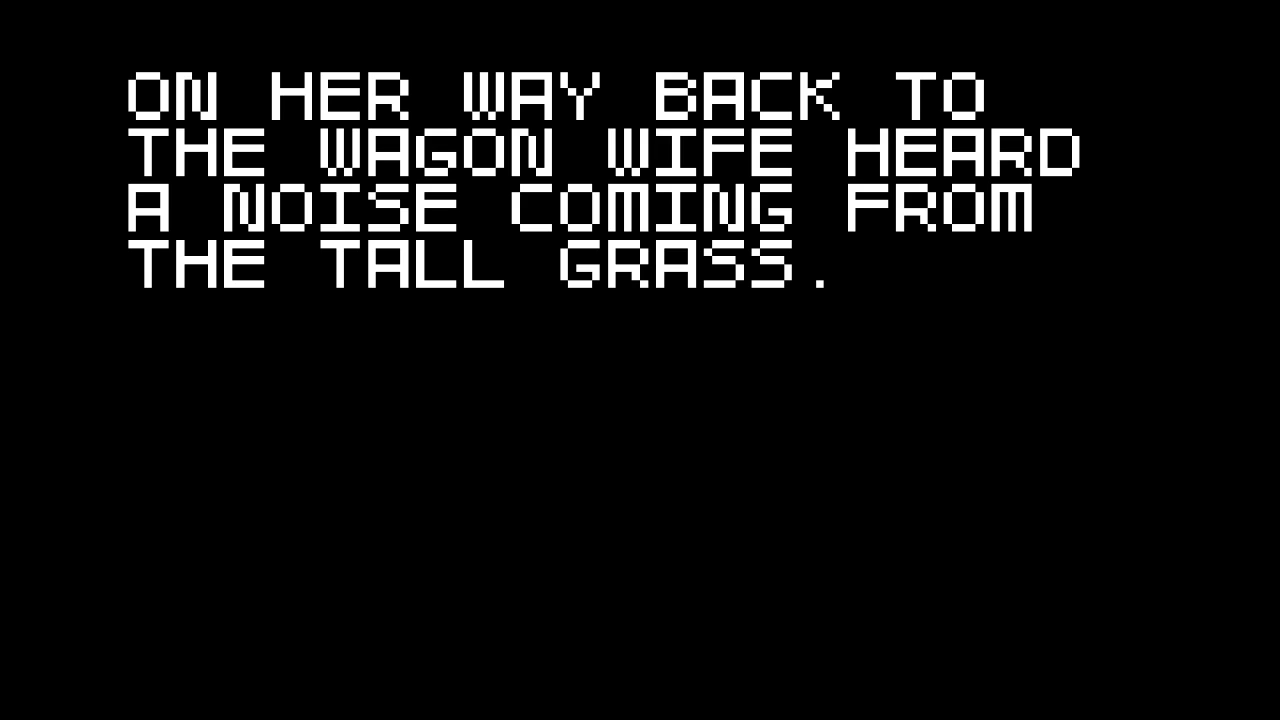 ON HER WAY BACK TO
THE WAGON WIFE HEARD
A NOISE COMING FROM
THE TALL GRASS.